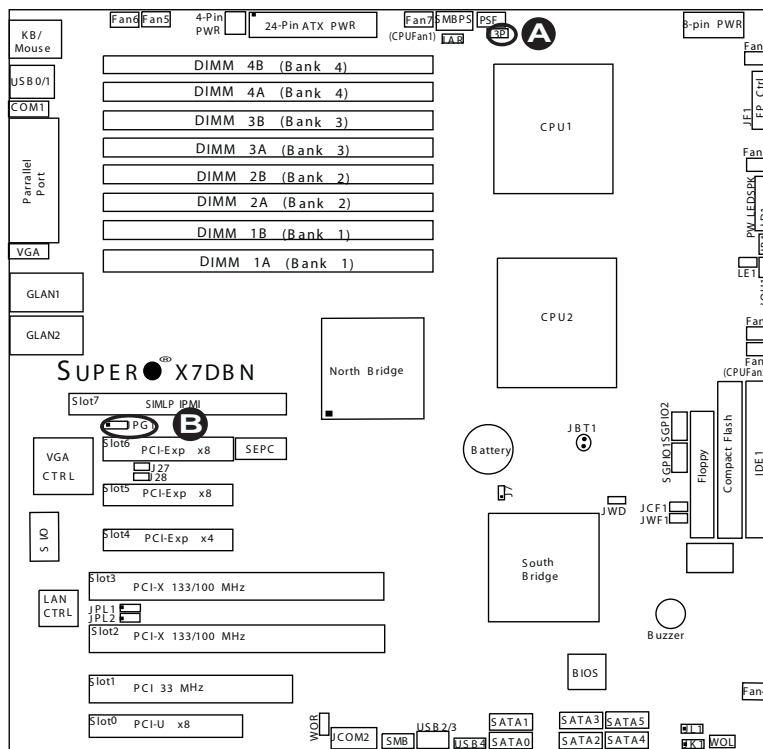 Fan6
Fan5
4-Pin
PWR
24-Pin ATX PWR
Fan7
(CPUFan1)
SMBPS
PSF
3P
A
8-pin PWR
KB/
Mouse
USB0/1
COM1
Parrallel
Port
VGA
GLAN1
GLAN2
DIMM 4B (Bank 4)
DIMM 4A (Bank 4)
DIMM 3B (Bank 3)
DIMM 3A (Bank 3)
DIMM 2B (Bank 2)
DIMM 2A (Bank 2)
DIMM 1B (Bank 1)
DIMM 1A (Bank 1)
CPU1
CPU2
Fan
JF1
FP Ctrl
Fan
PW LEDSPK
LE1
Fan
Fan
North Bridge
SUPER ® X7DBN
Slot7
SIMLP IPMI
B
Slot6
PCI-Exp x8
SEPC
VGA
CTRL
J27
J28
Slot5
PCI-Exp x8
S I/O
Slot4
PCI-Exp x4
Battery
JBT1
J7
JWD
SGPIO1
SGPIO2
Floppy
Compact Flash
IDE1
JCF1
JWF1
South
Bridge
Slot3
PCI-X 133/100 MHz
LAN
CTRL
JPL1
JPL2
Slot2
PCI-X 133/100 MHz
Buzzer
BIOS
Slot1
PCI 33 MHz
Slot0
PCI-U x8
WOR
JCOM2
SMB
USB2/3
USB4
SATA1
SATA0
SATA3
SATA2
SATA5
SATA4
WOL